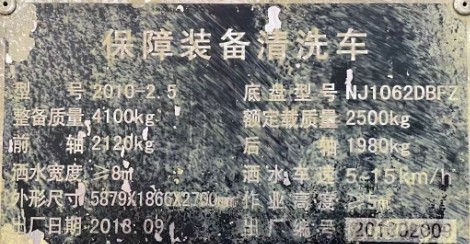 保障装备清洗车
型 号 2010-2.5 底盘型号 NJ1062DBFZ
整备质量 4100kg 额定载质量 2500kg
前 轴 2120kg 后 轴 1980kg
洒水宽度 ≥8m 洒水车速 5-15km/h
外形尺寸 5879X1866X2700mm 作业高度 ≥5m
出厂日期 2018.09 出厂编号 201802009